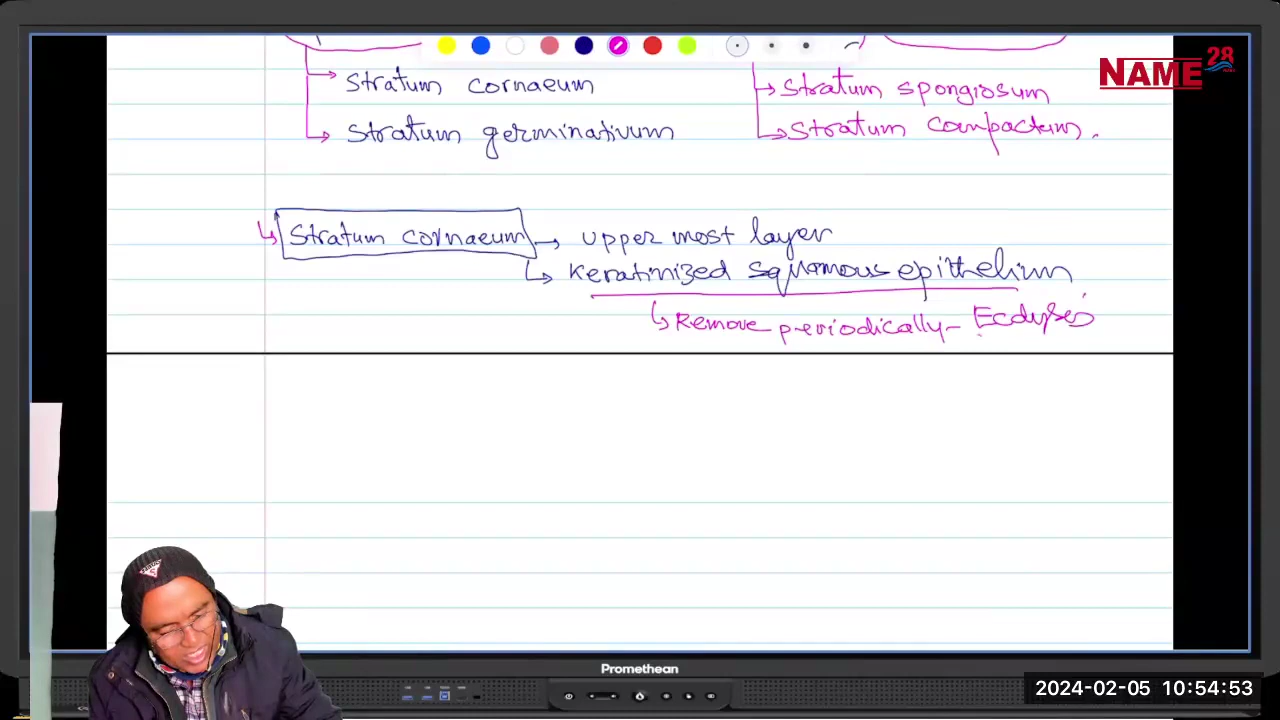 NAME 28
Stratum cornaeum
Stratum spongiosum
Stratum germinativum
Stratum compactum.
Stratum cornaeum → upper most layer
Keratinized squamous epithelium
Remove periodically - Ecdysis
Promethean
2024-02-05 10:54:53